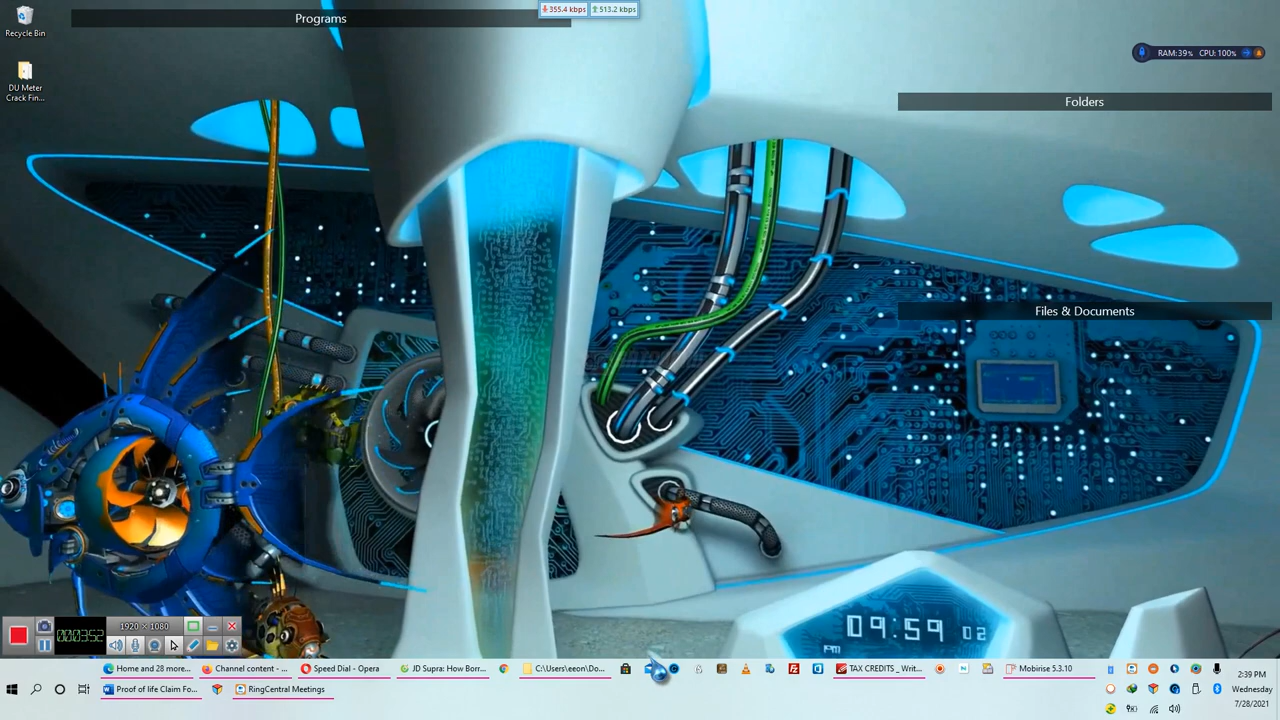 Recycle Bin
DU Meter
Crack Fin...
Programs
355.4 kbps
513.2 kbps
RAM:39% CPU:100%
Folders
Files & Documents
09:59 02
pm
000352
1920 × 1080
Home and 28 more...
Channel content - ...
Speed Dial - Opera
JD Supra: How Borr...
C:\Users\eeon\Do...
TAX CREDITS _ Writ...
Mobirise 5.3.10
Proof of life Claim Fo...
RingCentral Meetings
2:39 PM
Wednesday
7/28/2021